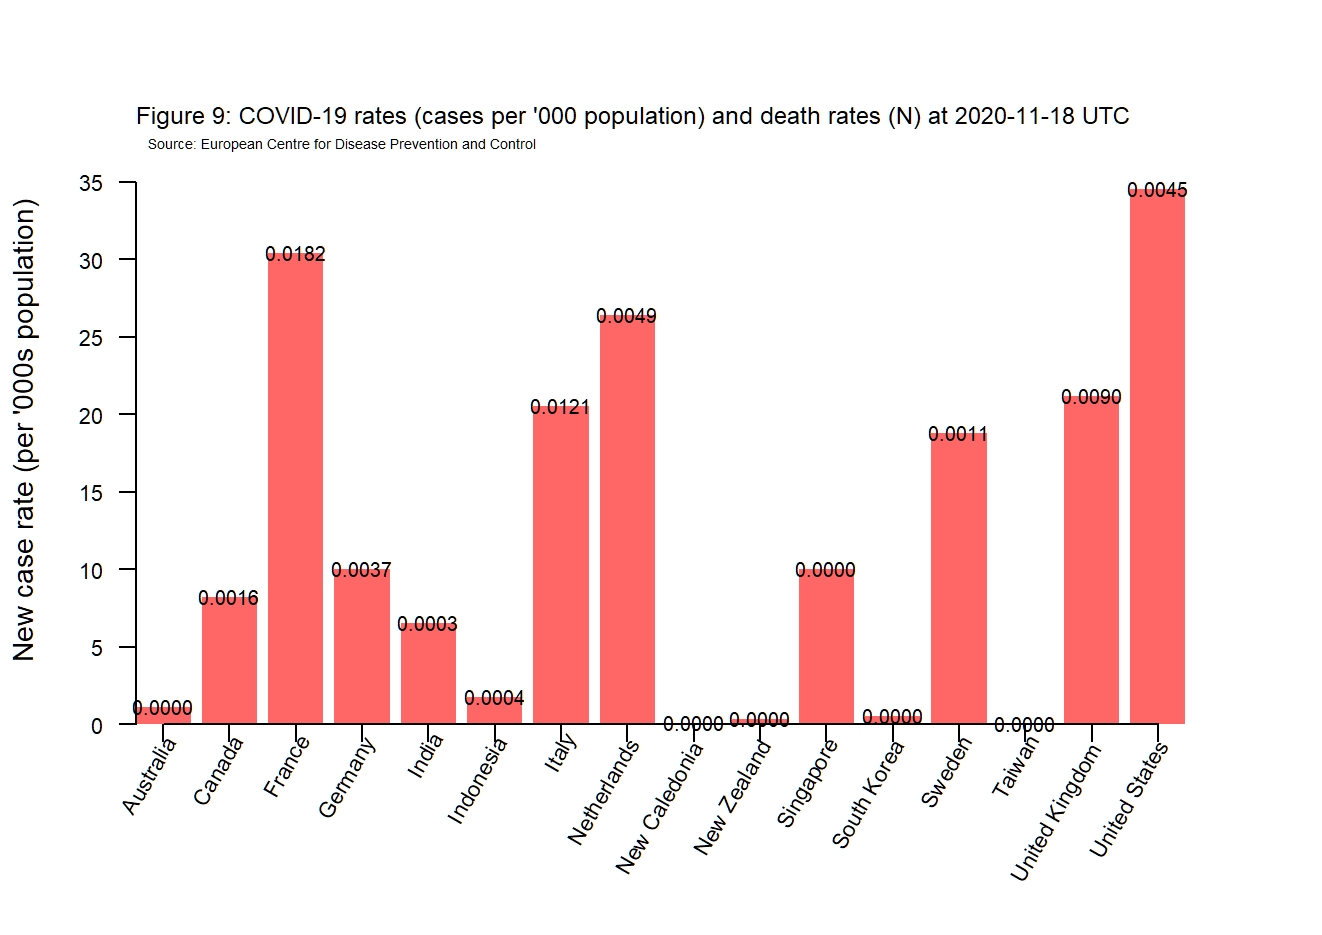 Figure 9: COVID-19 rates (cases per '000 population) and death rates (N) at 2020-11-18 UTC
Source: European Centre for Disease Prevention and Control
New case rate (per '000s population)
35
30
25
20
15
10
5
0
0.0000
0.0016
0.0182
0.0037
0.0003
0.0004
0.0121
0.0049
0.0000
0.0000
0.0000
0.0000
0.0011
0.0000
0.0090
0.0045
Australia
Canada
France
Germany
India
Indonesia
Italy
Netherlands
New Caledonia
New Zealand
Singapore
South Korea
Sweden
Taiwan
United Kingdom
United States